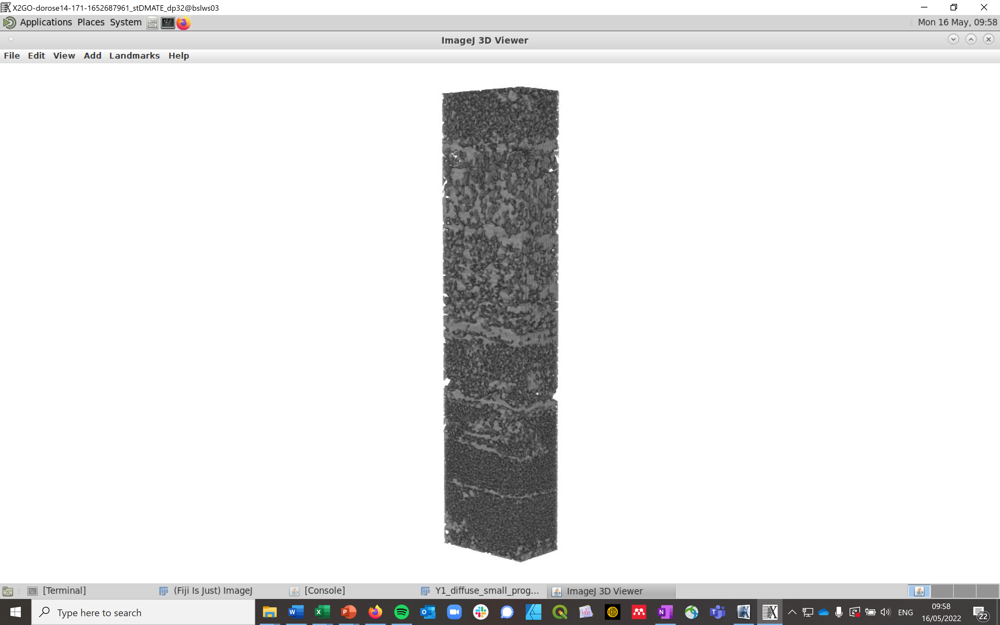 X2GO-dorose14-171-1652687961_stDMATE_dp32@bslws03
Applications Places System
Mon 16 May, 09:58
ImageJ 3D Viewer
File Edit View Add Landmarks Help
[Terminal]
(Fiji Is Just) ImageJ
[Console]
Y1_diffuse_small_prog...
ImageJ 3D Viewer
Type here to search
ENG
09:58
16/05/2022
22